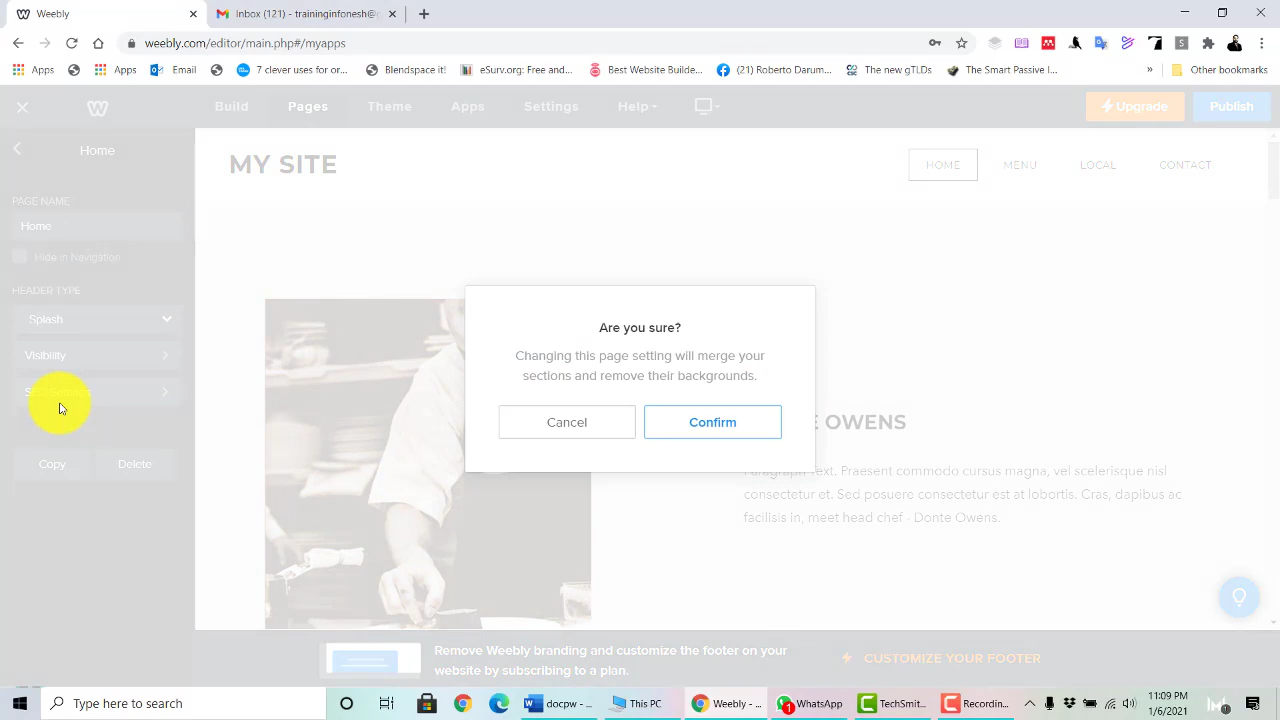 Weebly
Inbox (221) - traininginfonesh@g
weebly.com/editor/main.php#/myapps
Apps
Apps
Email
7 clever uses for or...
Blendspace it!
eSurv.org: Free en...
Best Website Builde...
(21) Roberto Darum...
The new gTLDs
The Smart Passive I...
»
Other bookmarks
Build
Pages
Theme
Apps
Settings
Help
Upgrade
Publish
Home
MY SITE
HOME
MENU
LOCAL
CONTACT
PAGE NAME
Home
Hide in Navigation
HEADER TYPE
Splash
Visibility
Copy
Delete
Are you sure?
Changing this page setting will merge your
sections and remove their backgrounds.
Cancel
Confirm
E OWENS
Paragraph Text. Praesent commodo cursus magna, vel scelerisque nisl
consectetur et. Sed posuere consectetur est at lobortis. Cras, dapibus ac
facilisis in, meet head chef - Donte Owens.
Remove Weebly branding and customize the footer on your
website by subscribing to a plan.
CUSTOMIZE YOUR FOOTER
Type here to search
Gocpw - ...
This PC
Weebly - ...
1
WhatsApp
TechSmit...
Recordin...
11:09 PM
1/6/2021